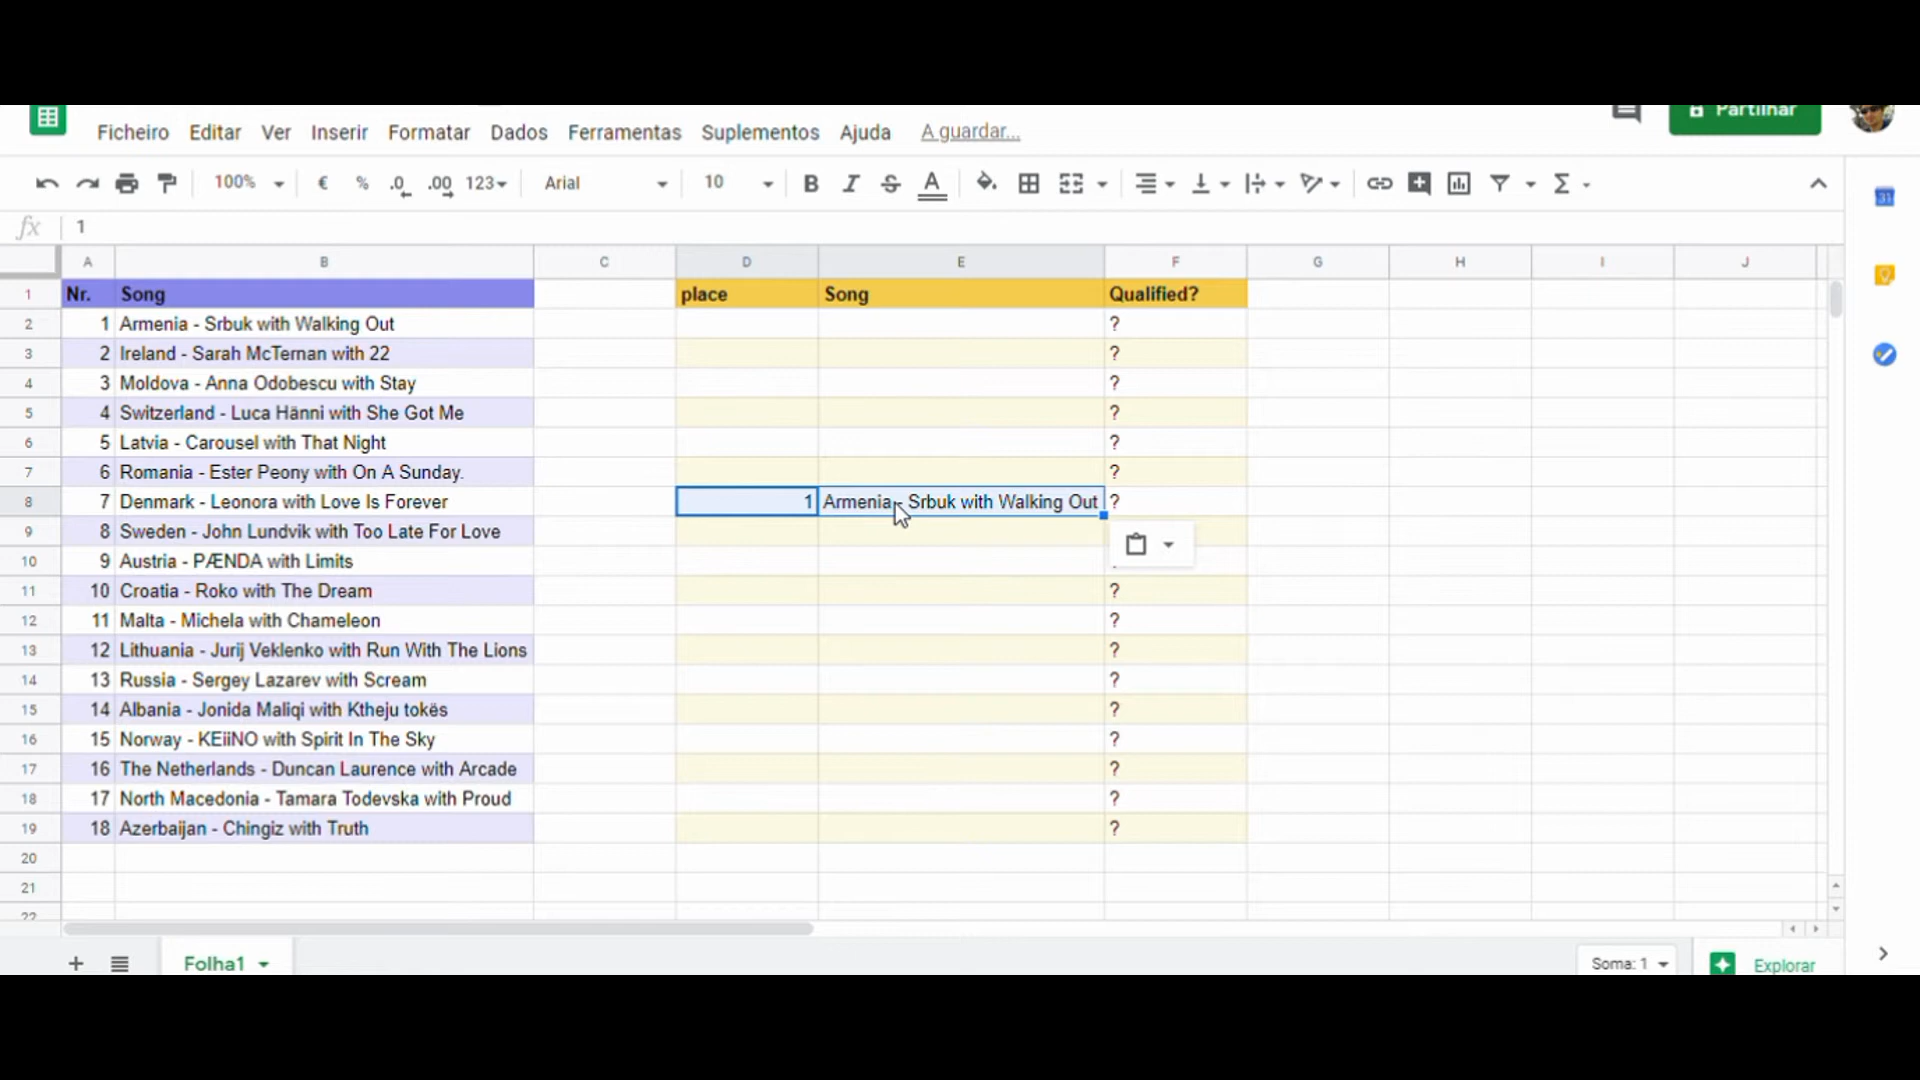 Partilhar
Ficheiro Editar Ver Inserir Formatar Dados Ferramentas Suplementos Ajuda A guardar...
100% € % .0 .00 123 Arial 10 B I S A Σ 31
fx 1
A B C D E F G H I J
1 Nr. Song place Song Qualified?
2 1 Armenia - Srbuk with Walking Out ?
3 2 Ireland - Sarah McTernan with 22 ?
4 3 Moldova - Anna Odobescu with Stay ?
5 4 Switzerland - Luca Hänni with She Got Me ?
6 5 Latvia - Carousel with That Night ?
7 6 Romania - Ester Peony with On A Sunday. ?
8 7 Denmark - Leonora with Love Is Forever 1 Armenia - Srbuk with Walking Out ?
9 8 Sweden - John Lundvik with Too Late For Love
10 9 Austria - PÆNDA with Limits
11 10 Croatia - Roko with The Dream ?
12 11 Malta - Michela with Chameleon ?
13 12 Lithuania - Jurij Veklenko with Run With The Lions ?
14 13 Russia - Sergey Lazarev with Scream ?
15 14 Albania - Jonida Maliqi with Ktheju tokës ?
16 15 Norway - KEiiNO with Spirit In The Sky ?
17 16 The Netherlands - Duncan Laurence with Arcade ?
18 17 North Macedonia - Tamara Todevska with Proud ?
19 18 Azerbaijan - Chingiz with Truth ?
20
21
22
Folha1 Soma: 1 Explorar